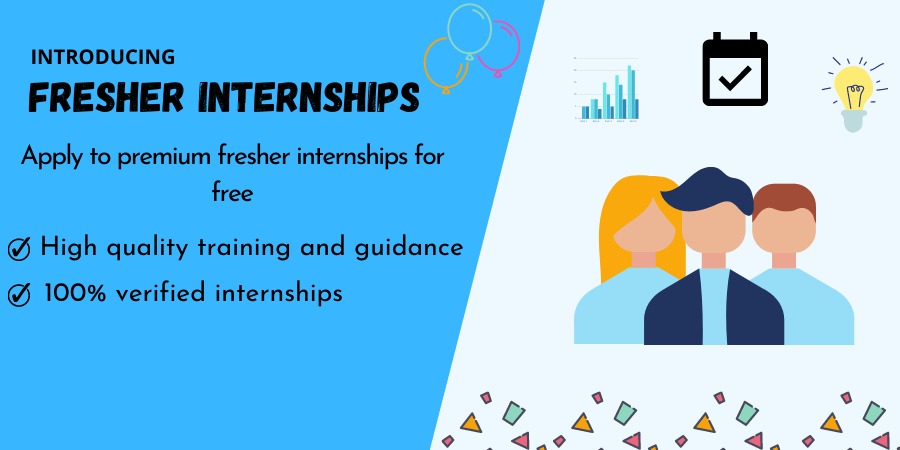 INTRODUCING
FRESHER INTERNSHIPS
Apply to premium fresher internships for
free
High quality training and guidance
100% verified internships